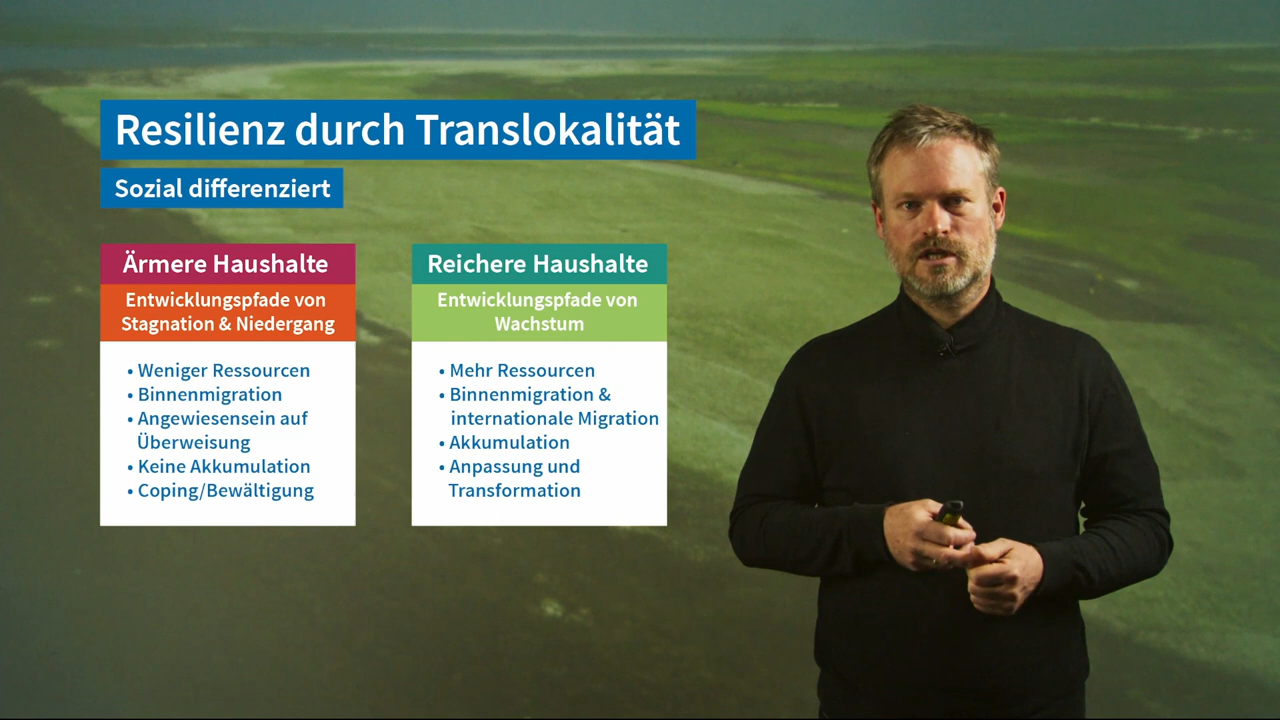 Resilienz durch Translokalität
Sozial differenziert
Ärmere Haushalte
Entwicklungspfade von
Stagnation & Niedergang
• Weniger Ressourcen
• Binnenmigration
• Angewiesensein auf
Überweisung
• Keine Akkumulation
• Coping/Bewältigung
Reichere Haushalte
Entwicklungspfade von
Wachstum
• Mehr Ressourcen
• Binnenmigration &
internationale Migration
• Akkumulation
• Anpassung und
Transformation